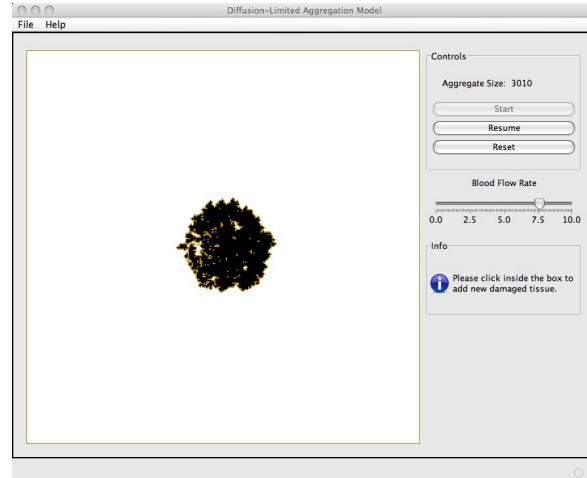 Diffusion-Limited Aggregation Model
File Help
Controls
Aggregate Size: 3010
Start
Resume
Reset
Blood Flow Rate
0.0 2.5 5.0 7.5 10.0
Info
Please click inside the box to
add new damaged tissue.